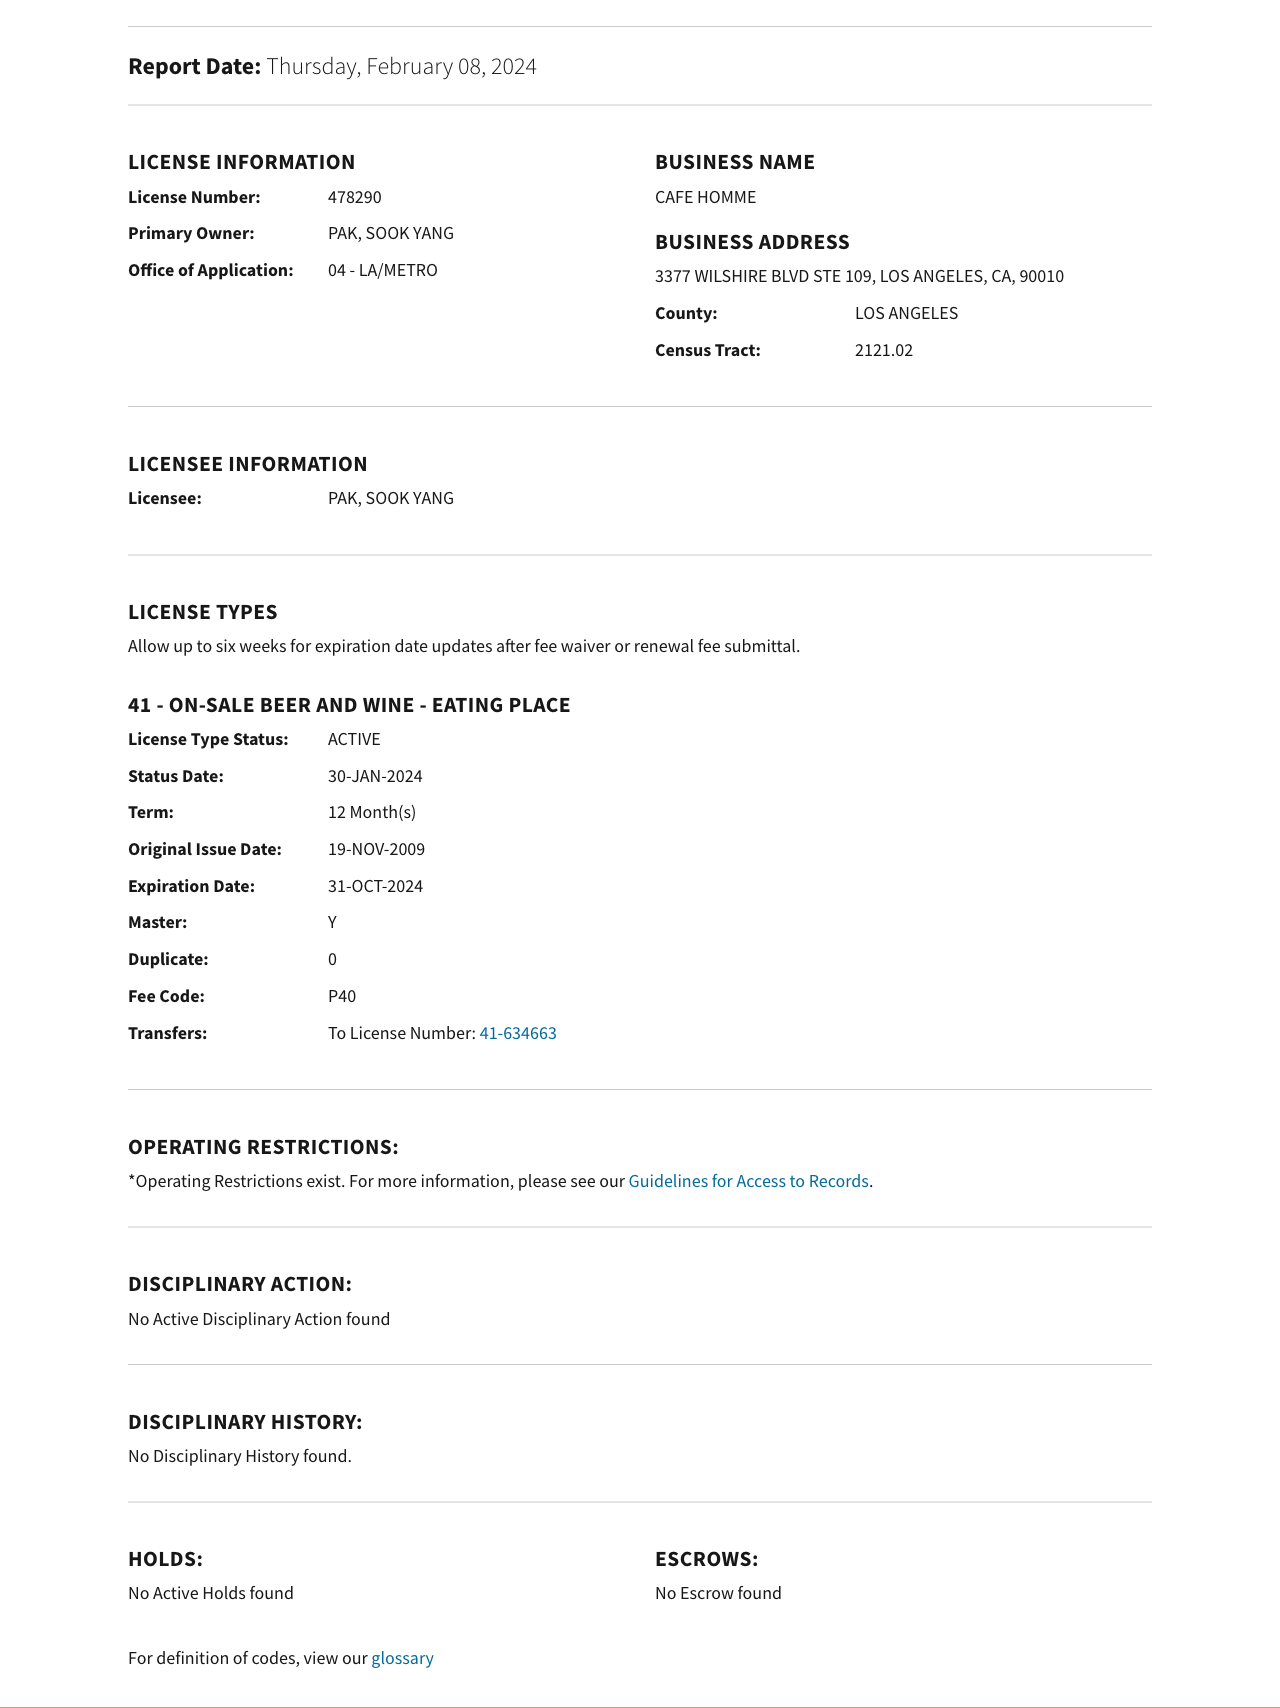 Report Date: Thursday, February 08, 2024
LICENSE INFORMATION
License Number: 478290
Primary Owner: PAK, SOOK YANG
Office of Application: 04 - LA/METRO
BUSINESS NAME
CAFE HOMME
BUSINESS ADDRESS
3377 WILSHIRE BLVD STE 109, LOS ANGELES, CA, 90010
County: LOS ANGELES
Census Tract: 2121.02
LICENSEE INFORMATION
Licensee: PAK, SOOK YANG
LICENSE TYPES
Allow up to six weeks for expiration date updates after fee waiver or renewal fee submittal.
41 - ON-SALE BEER AND WINE - EATING PLACE
License Type Status: ACTIVE
Status Date: 30-JAN-2024
Term: 12 Month(s)
Original Issue Date: 19-NOV-2009
Expiration Date: 31-OCT-2024
Master: Y
Duplicate: 0
Fee Code: P40
Transfers: To License Number: 41-634663
OPERATING RESTRICTIONS:
*Operating Restrictions exist. For more information, please see our Guidelines for Access to Records.
DISCIPLINARY ACTION:
No Active Disciplinary Action found
DISCIPLINARY HISTORY:
No Disciplinary History found.
HOLDS:
No Active Holds found
ESCROWS:
No Escrow found
For definition of codes, view our glossary